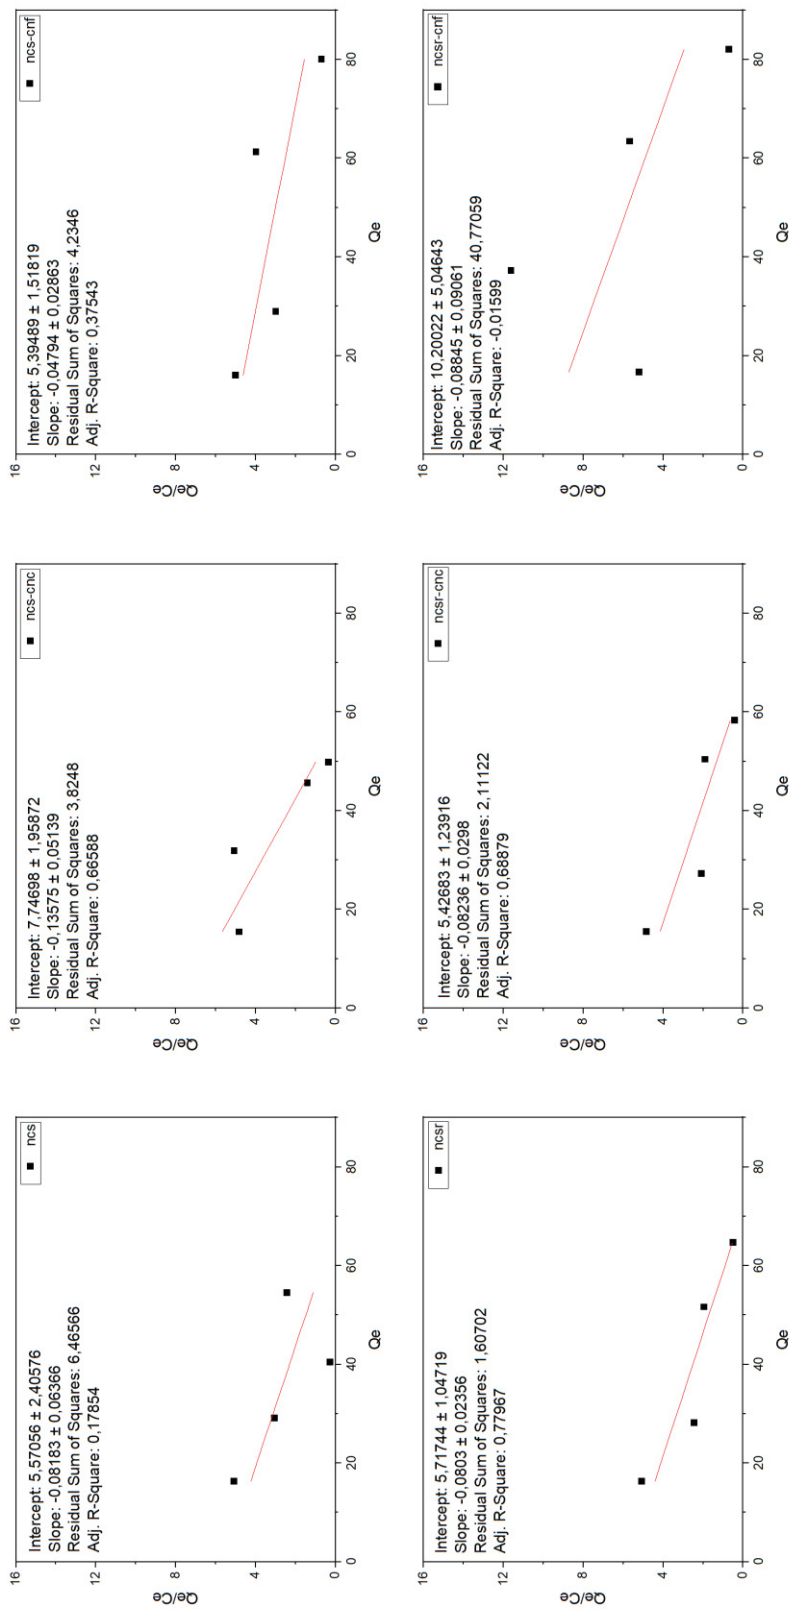 ncs
Intercept: 5,57056 ± 2,40576
Slope: -0,08183 ± 0,06366
Residual Sum of Squares: 6,46566
Adj. R-Square: 0,17854
16
12
8
4
0
Qe/Ce
0 20 40 60 80
Qe
ncs-cnc
Intercept: 7,74698 ± 1,95872
Slope: -0,13575 ± 0,05139
Residual Sum of Squares: 3,8248
Adj. R-Square: 0,66588
16
12
8
4
0
Qe/Ce
0 20 40 60 80
Qe
ncs-cnf
Intercept: 5,39489 ± 1,51819
Slope: -0,04794 ± 0,02863
Residual Sum of Squares: 4,2346
Adj. R-Square: 0,37543
16
12
8
4
0
Qe/Ce
0 20 40 60 80
Qe
ncsr
Intercept: 5,71744 ± 1,04719
Slope: -0,0803 ± 0,02356
Residual Sum of Squares: 1,60702
Adj. R-Square: 0,77967
16
12
8
4
0
Qe/Ce
0 20 40 60 80
Qe
ncsr-cnc
Intercept: 5,42683 ± 1,23916
Slope: -0,08236 ± 0,0298
Residual Sum of Squares: 2,11122
Adj. R-Square: 0,68879
16
12
8
4
0
Qe/Ce
0 20 40 60 80
Qe
ncsr-cnf
Intercept: 10,20022 ± 5,04643
Slope: -0,08845 ± 0,09061
Residual Sum of Squares: 40,77059
Adj. R-Square: -0,01599
16
12
8
4
0
Qe/Ce
0 20 40 60 80
Qe